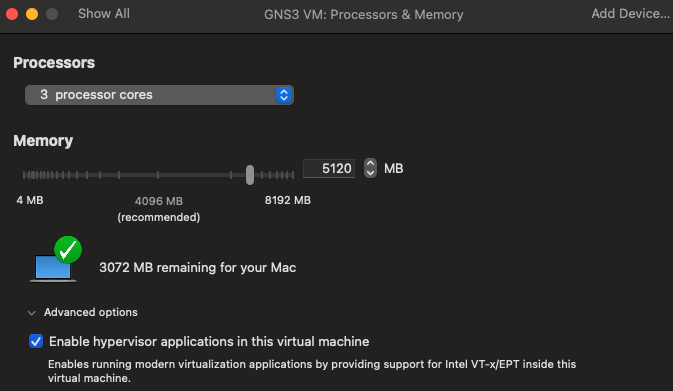 Show All
GNS3 VM: Processors & Memory
Add Device...
Processors
3 processor cores
Memory
5120 MB
4 MB
4096 MB
8192 MB
(recommended)
3072 MB remaining for your Mac
Advanced options
Enable hypervisor applications in this virtual machine
Enables running modern virtualization applications by providing support for Intel VT-x/EPT inside this
virtual machine.